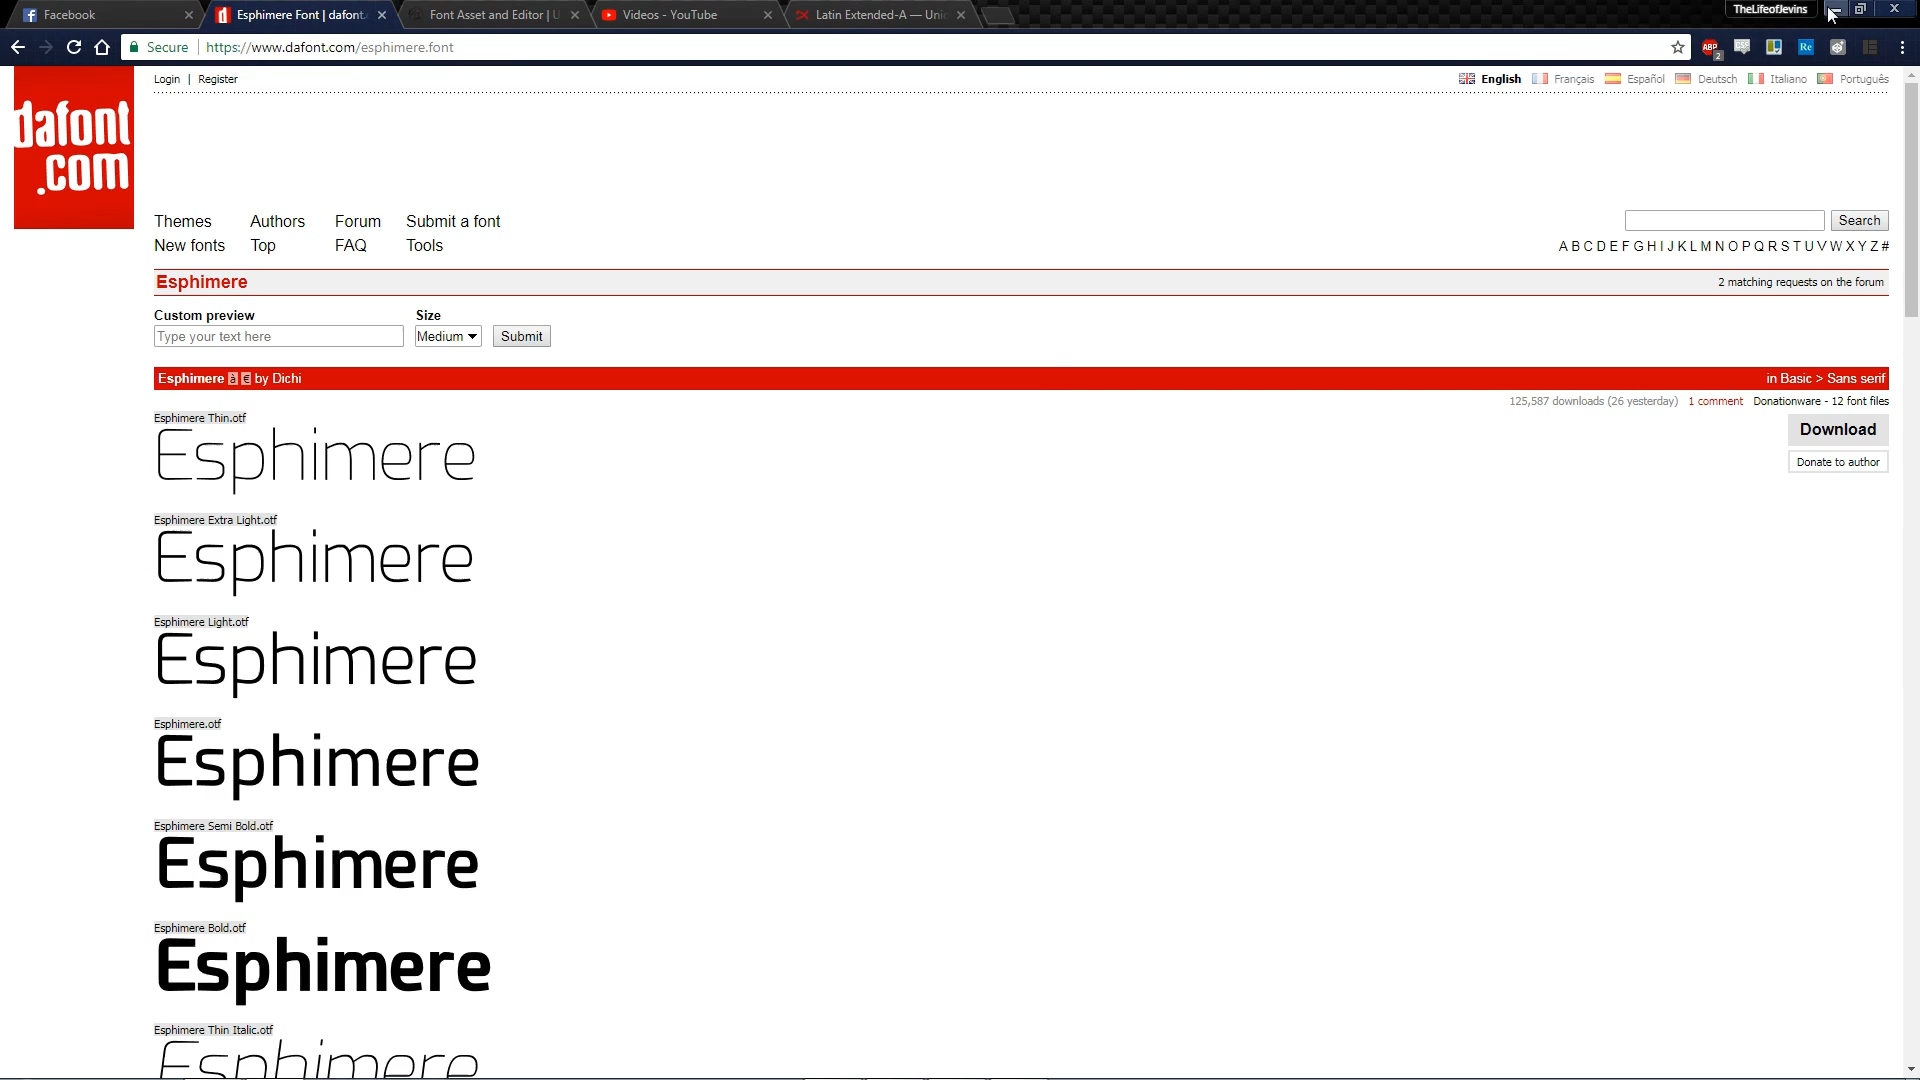 Facebook
Esphimere Font | dafont.
Font Asset and Editor | U
Videos - YouTube
Latin Extended-A — Uni
TheLifeofJevins
Secure
https://www.dafont.com/esphimere.font
ABP
2
Re
Login | Register
English Français Español Deutsch Italiano Português
dafont
.com
Themes Authors Forum Submit a font
Search
New fonts Top FAQ Tools
A B C D E F G H I J K L M N O P Q R S T U V W X Y Z #
Esphimere
2 matching requests on the forum
Custom preview Size
Type your text here Medium Submit
Esphimere à € by Dichi
in Basic > Sans serif
125,587 downloads (26 yesterday) 1 comment Donationware - 12 font files
Esphimere Thin.otf
Esphimere
Download
Donate to author
Esphimere Extra Light.otf
Esphimere
Esphimere Light.otf
Esphimere
Esphimere.otf
Esphimere
Esphimere Semi Bold.otf
Esphimere
Esphimere Bold.otf
Esphimere
Esphimere Thin Italic.otf
Esphimere